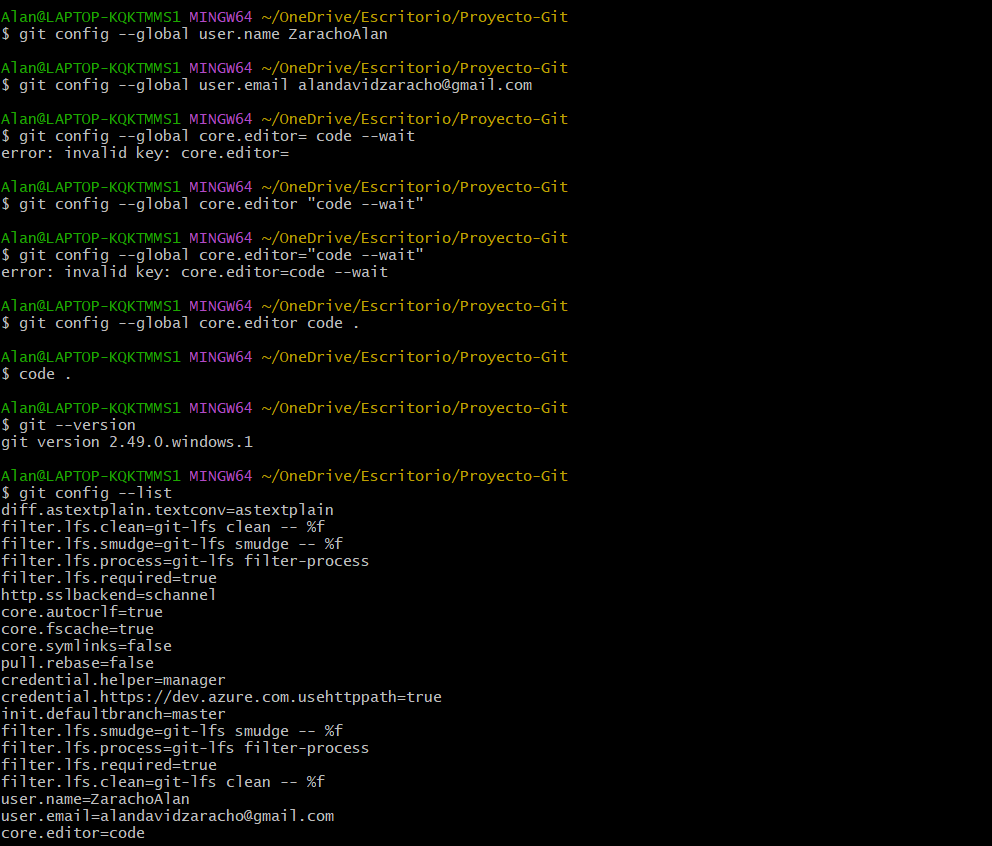 Alan@LAPTOP-KQKTMMS1 MINGW64 ~/OneDrive/Escritorio/Proyecto-Git
$ git config --global user.name ZarachoAlan
Alan@LAPTOP-KQKTMMS1 MINGW64 ~/OneDrive/Escritorio/Proyecto-Git
$ git config --global user.email alandavidzaracho@gmail.com
Alan@LAPTOP-KQKTMMS1 MINGW64 ~/OneDrive/Escritorio/Proyecto-Git
$ git config --global core.editor= code --wait
error: invalid key: core.editor=
Alan@LAPTOP-KQKTMMS1 MINGW64 ~/OneDrive/Escritorio/Proyecto-Git
$ git config --global core.editor "code --wait"
Alan@LAPTOP-KQKTMMS1 MINGW64 ~/OneDrive/Escritorio/Proyecto-Git
$ git config --global core.editor="code --wait"
error: invalid key: core.editor=code --wait
Alan@LAPTOP-KQKTMMS1 MINGW64 ~/OneDrive/Escritorio/Proyecto-Git
$ git config --global core.editor code .
Alan@LAPTOP-KQKTMMS1 MINGW64 ~/OneDrive/Escritorio/Proyecto-Git
$ code .
Alan@LAPTOP-KQKTMMS1 MINGW64 ~/OneDrive/Escritorio/Proyecto-Git
$ git --version
git version 2.49.0.windows.1
Alan@LAPTOP-KQKTMMS1 MINGW64 ~/OneDrive/Escritorio/Proyecto-Git
$ git config --list
diff.astextplain.textconv=astextplain
filter.lfs.clean=git-lfs clean -- %f
filter.lfs.smudge=git-lfs smudge -- %f
filter.lfs.process=git-lfs filter-process
filter.lfs.required=true
http.sslbackend=schannel
core.autocrlf=true
core.fscache=true
core.symlinks=false
pull.rebase=false
credential.helper=manager
credential.https://dev.azure.com.usehttppath=true
init.defaultbranch=master
filter.lfs.smudge=git-lfs smudge -- %f
filter.lfs.process=git-lfs filter-process
filter.lfs.required=true
filter.lfs.clean=git-lfs clean -- %f
user.name=ZarachoAlan
user.email=alandavidzaracho@gmail.com
core.editor=code